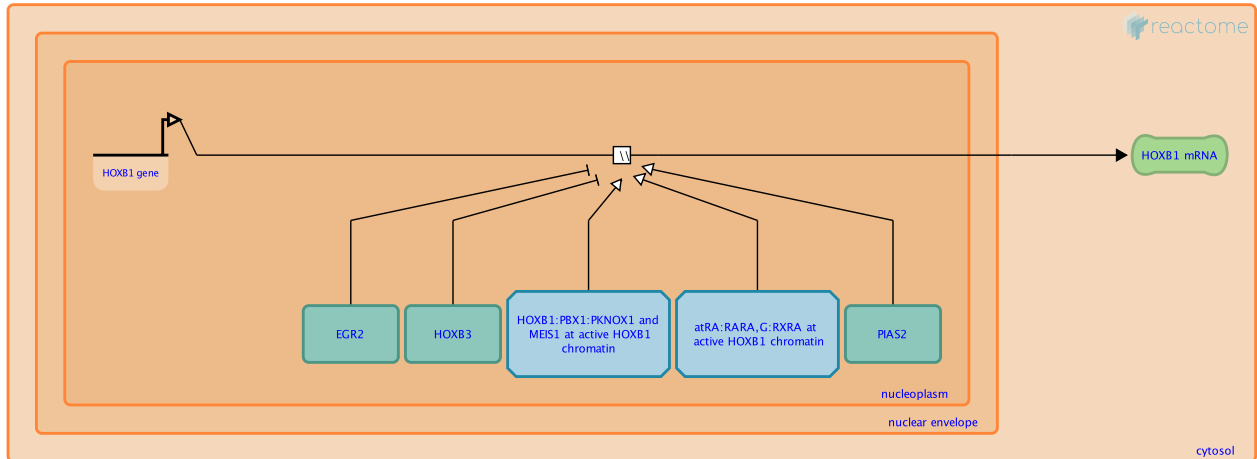 reactome
HOXB1 gene
\\
HOXB1 mRNA
EGR2
HOXB3
HOXB1:PBX1:PKNOX1 and
MEIS1 at active HOXB1
chromatin
atRA:RARA,G:RXRA at
active HOXB1 chromatin
PIAS2
nucleoplasm
nuclear envelope
cytosol